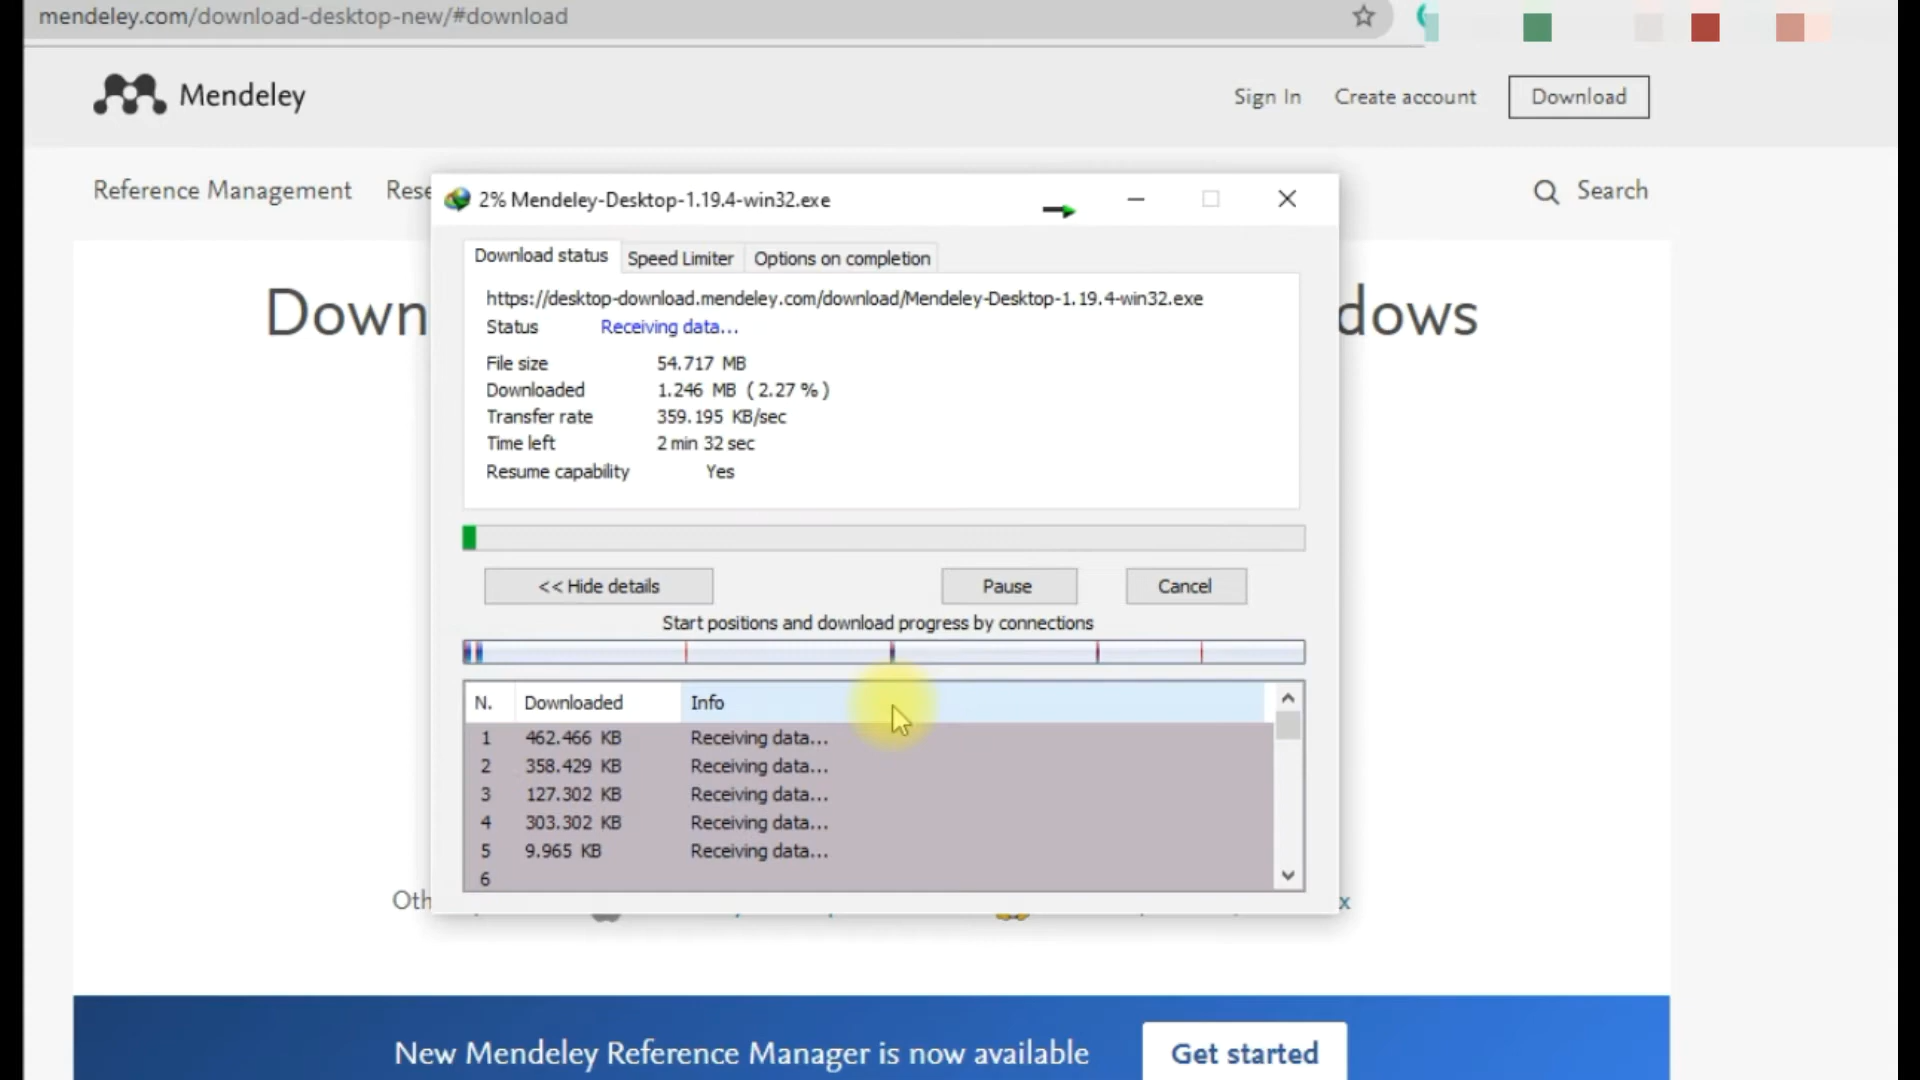 mendeley.com/download-desktop-new/#download
Mendeley
Sign In Create account Download
Reference Management
Search
2% Mendeley-Desktop-1.19.4-win32.exe
Download status Speed Limiter Options on completion
https://desktop-download.mendeley.com/download/Mendeley-Desktop-1.19.4-win32.exe
Status Receiving data...
File size 54.717 MB
Downloaded 1.246 MB ( 2.27 % )
Transfer rate 359.195 KB/sec
Time left 2 min 32 sec
Resume capability Yes
<< Hide details Pause Cancel
Start positions and download progress by connections
N. Downloaded Info
1 462.466 KB Receiving data...
2 358.429 KB Receiving data...
3 127.302 KB Receiving data...
4 303.302 KB Receiving data...
5 9.965 KB Receiving data...
6
New Mendeley Reference Manager is now available Get started